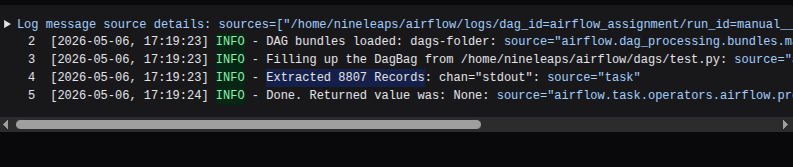 Log message source details: sources=["/home/nineleaps/airflow/logs/dag_id=airflow_assignment/run_id=manual__
2 [2026-05-06, 17:19:23] INFO - DAG bundles loaded: dags-folder: source="airflow.dag_processing.bundles.m
3 [2026-05-06, 17:19:23] INFO - Filling up the DagBag from /home/nineleaps/airflow/dags/test.py: source="
4 [2026-05-06, 17:19:24] INFO - Extracted 8807 Records: chan="stdout": source="task"
5 [2026-05-06, 17:19:24] INFO - Done. Returned value was: None: source="airflow.task.operators.airflow.pr